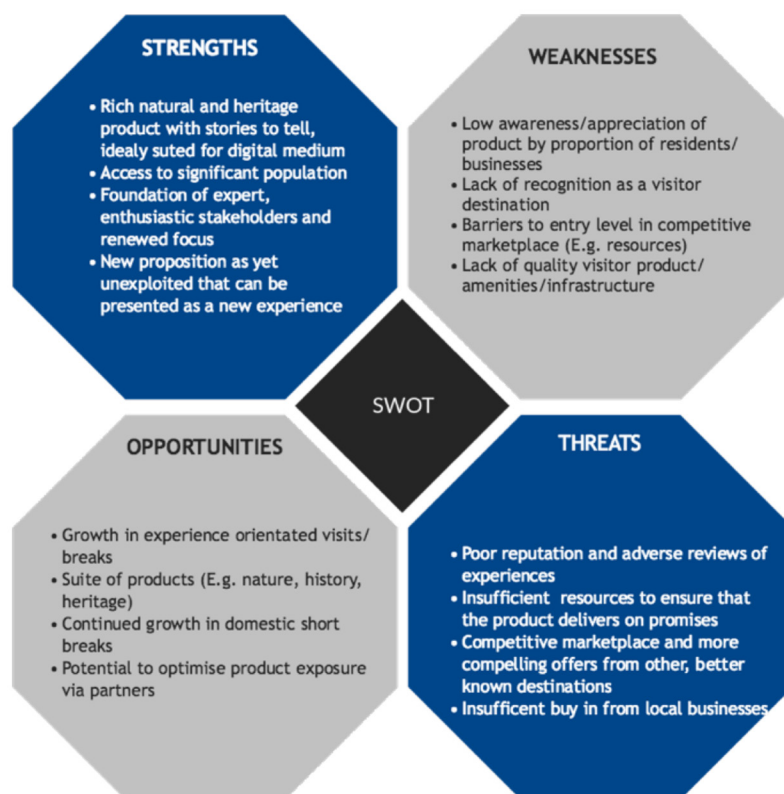 STRENGTHS
• Rich natural and heritage
product with stories to tell,
idealy suted for digital medium
• Access to significant population
• Foundation of expert,
enthusiastic stakeholders and
renewed focus
• New proposition as yet
unexploited that can be
presented as a new experience
WEAKNESSES
• Low awareness/appreciation of
product by proportion of residents/
businesses
• Lack of recognition as a visitor
destination
• Barriers to entry level in competitive
marketplace (E.g. resources)
• Lack of quality visitor product/
amenities/infrastructure
SWOT
OPPORTUNITIES
• Growth in experience orientated visits/
breaks
• Suite of products (E.g. nature, history,
heritage)
• Continued growth in domestic short
breaks
• Potential to optimise product exposure
via partners
THREATS
• Poor reputation and adverse reviews of
experiences
• Insufficient resources to ensure that
the product delivers on promises
• Competitive marketplace and more
compelling offers from other, better
known destinations
• Insufficent buy in from local businesses